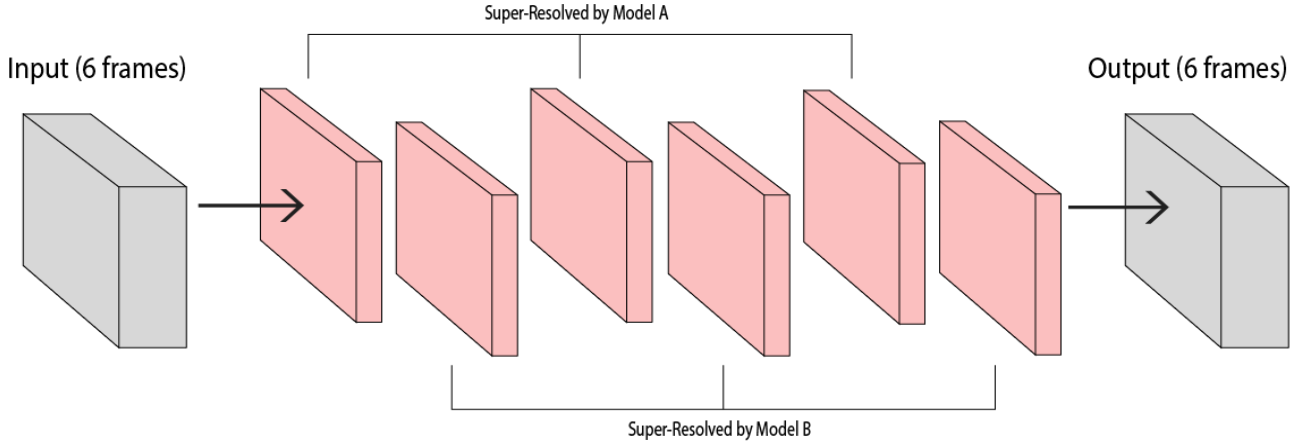 Super-Resolved by Model A
Input (6 frames)
Output (6 frames)
Super-Resolved by Model B